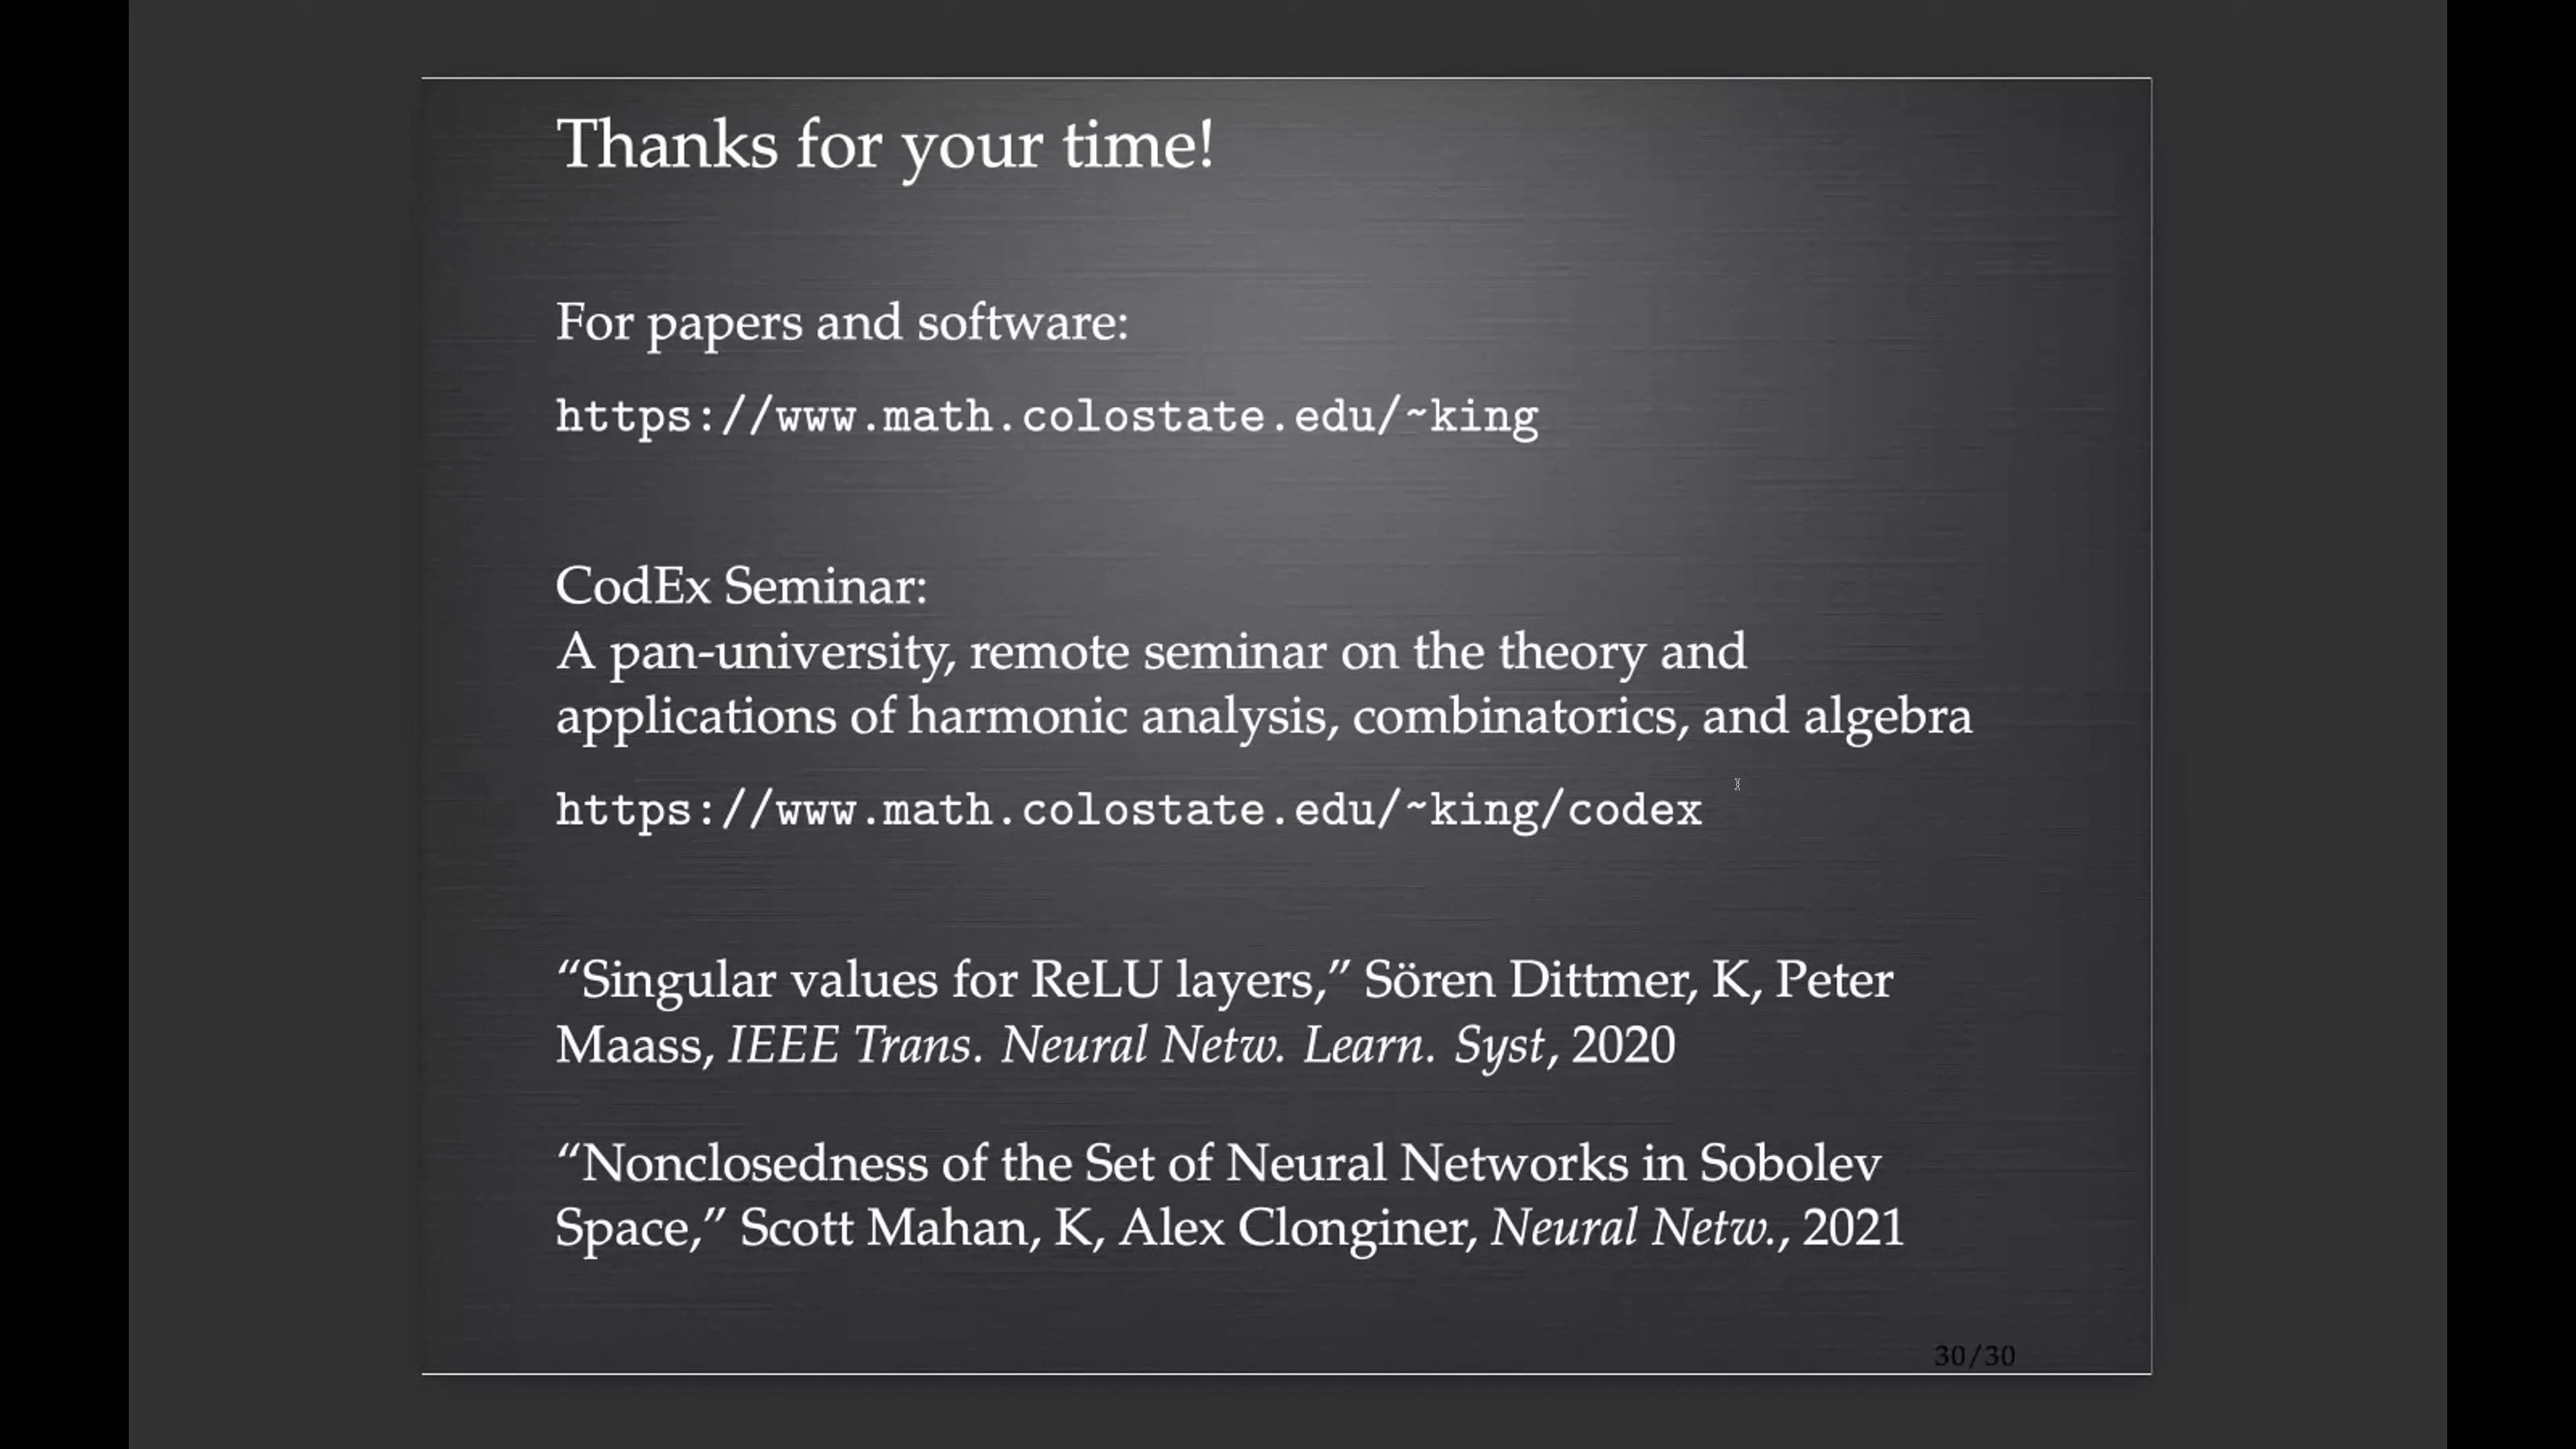 Thanks for your time!
For papers and software:
https://www.math.colostate.edu/~king
CodEx Seminar:
A pan-university, remote seminar on the theory and
applications of harmonic analysis, combinatorics, and algebra
https://www.math.colostate.edu/~king/codex
“Singular values for ReLU layers,” Sören Dittmer, K, Peter
Maass, IEEE Trans. Neural Netw. Learn. Syst, 2020
“Nonclosedness of the Set of Neural Networks in Sobolev
Space,” Scott Mahan, K, Alex Clonginer, Neural Netw., 2021
30/30